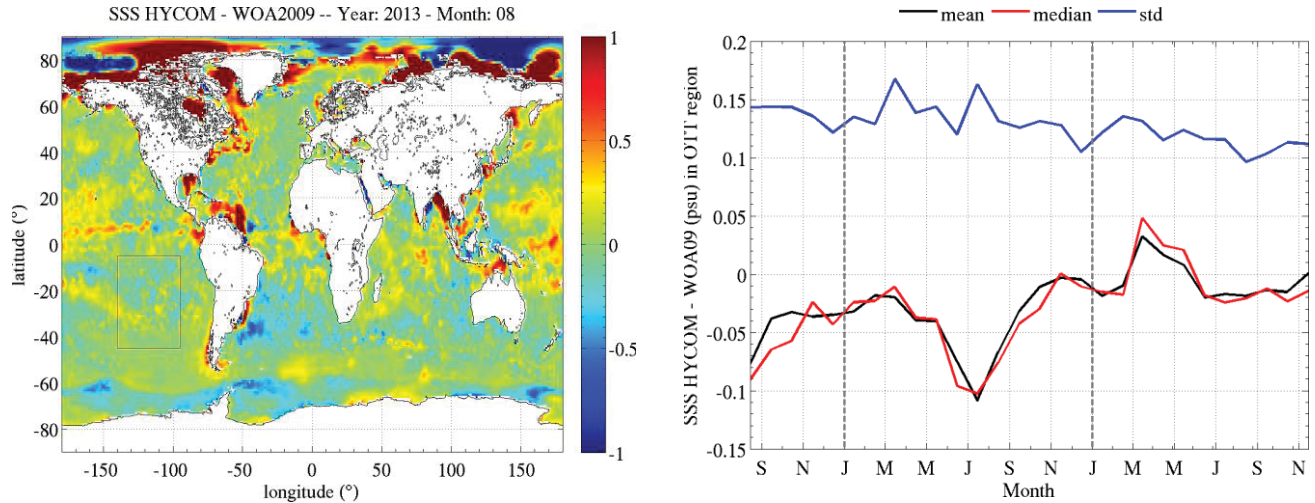 SSS HYCOM - WOA2009 -- Year: 2013 - Month: 08
80
60
40
20
0
-20
-40
-60
-80
latitude (°)
-150
-100
-50
0
50
100
150
longitude (°)
1
0.5
0
-0.5
-1
mean
median
std
0.2
0.15
0.1
0.05
0
-0.05
-0.1
-0.15
SSS HYCOM - WOA09 (psu) in OTT region
S
N
J
M
M
J
S
N
J
M
M
J
S
N
Month